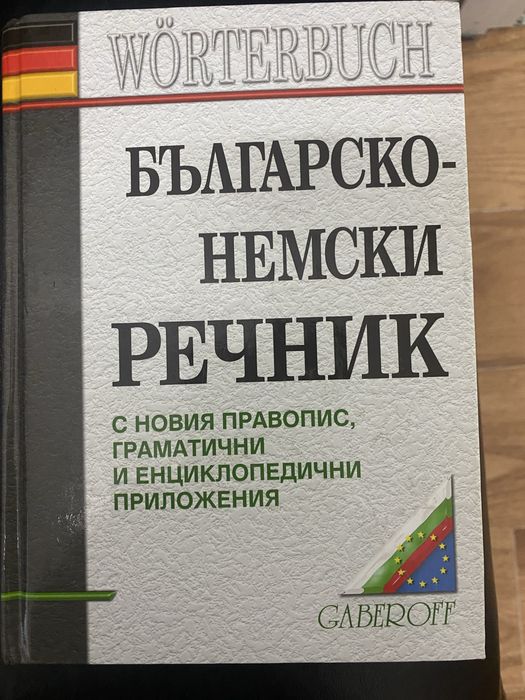 WÖRTERBUCH
БЪЛГАРСКО-
НЕМСКИ
РЕЧНИК
С НОВИЯ ПРАВОПИС,
ГРАМАТИЧНИ
И ЕНЦИКЛОПЕДИЧНИ
ПРИЛОЖЕНИЯ
GABEROFF